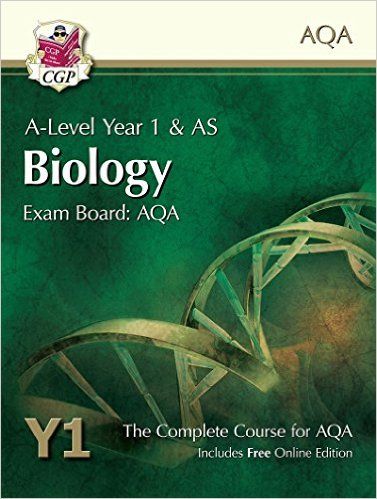 CGP
AQA
A-Level Year 1 & AS
Biology
Exam Board: AQA
Y1
The Complete Course for AQA
Includes Free Online Edition